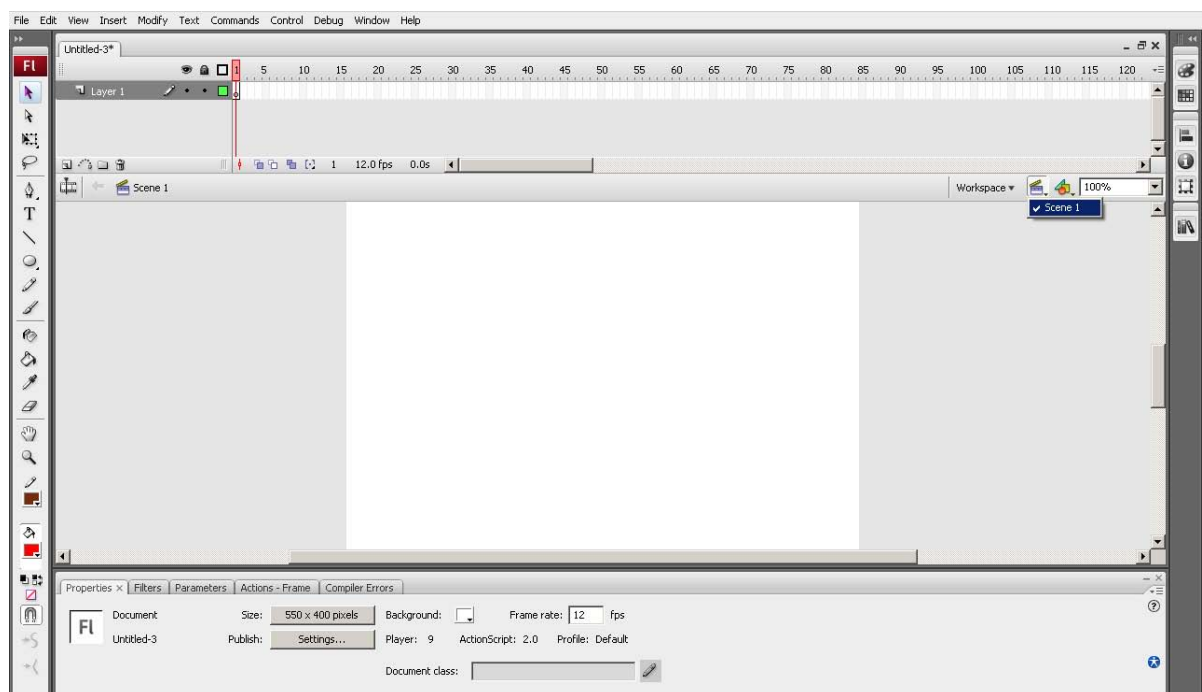 File Edit View Insert Modify Text Commands Control Debug Window Help
Untitled-3*
Fl
1 5 10 15 20 25 30 35 40 45 50 55 60 65 70 75 80 85 90 95 100 105 110 115 120
Layer 1
1 12.0 fps 0.0s
Scene 1 Workspace 100%
Scene 1
T
Properties × Filters Parameters Actions - Frame Compiler Errors
Fl Document Size: 550 x 400 pixels Background: Frame rate: 12 fps
Untitled-3 Publish: Settings... Player: 9 ActionScript: 2.0 Profile: Default
Document class: